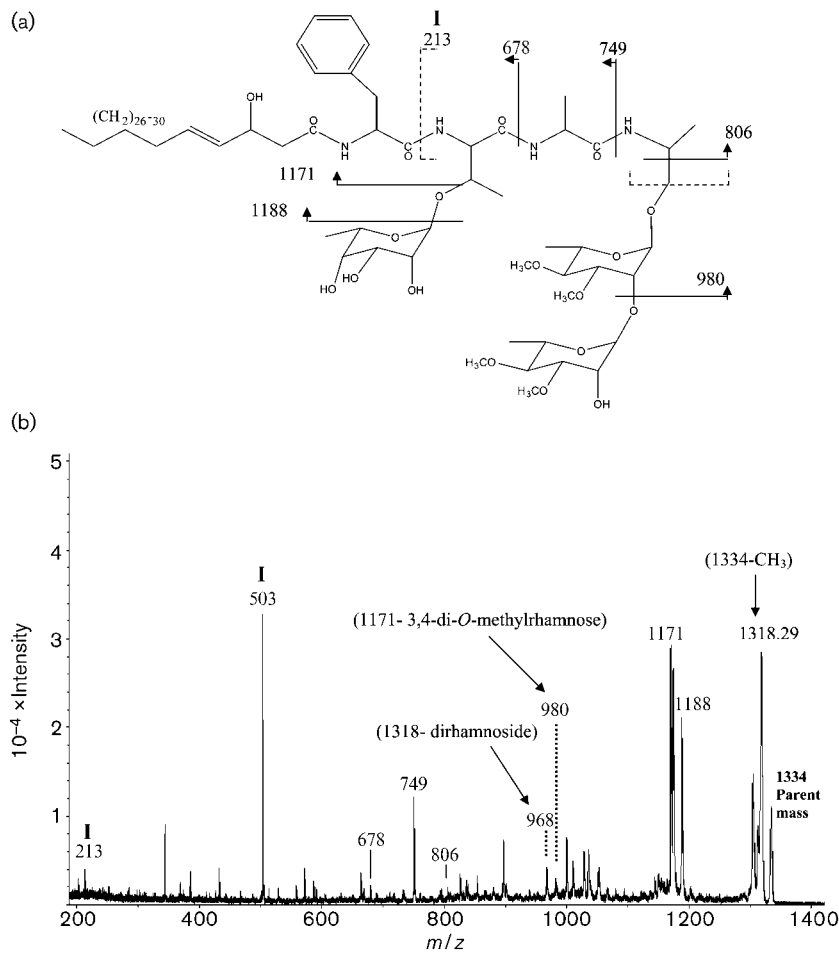 (a)
I
213
678
749
(CH₂)26-30
OH
O
N
H
H
N
O
O
N
H
H
N
O
806
1171
1188
O
O
HO
HO
OH
O
O
H₃CO
H₃CO
980
O
O
H₃CO
H₃CO
OH
(b)
5
4
3
2
1
10⁻⁴ ×Intensity
I
503
I
213
678
749
806
(1318- dirhamnoside)
968
(1171- 3,4-di-O-methylrhamnose)
980
1171
1188
(1334-CH₃)
1318.29
1334
Parent
mass
200
400
600
800
1000
1200
1400
m/z